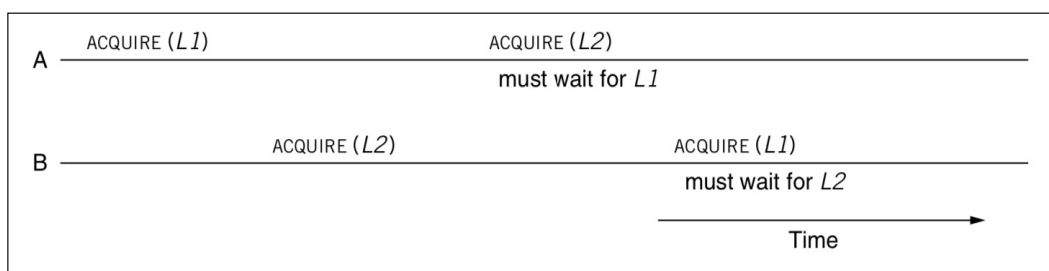 ACQUIRE (L1) ACQUIRE (L2)
A
must wait for L1
ACQUIRE (L2) ACQUIRE (L1)
B
must wait for L2
Time